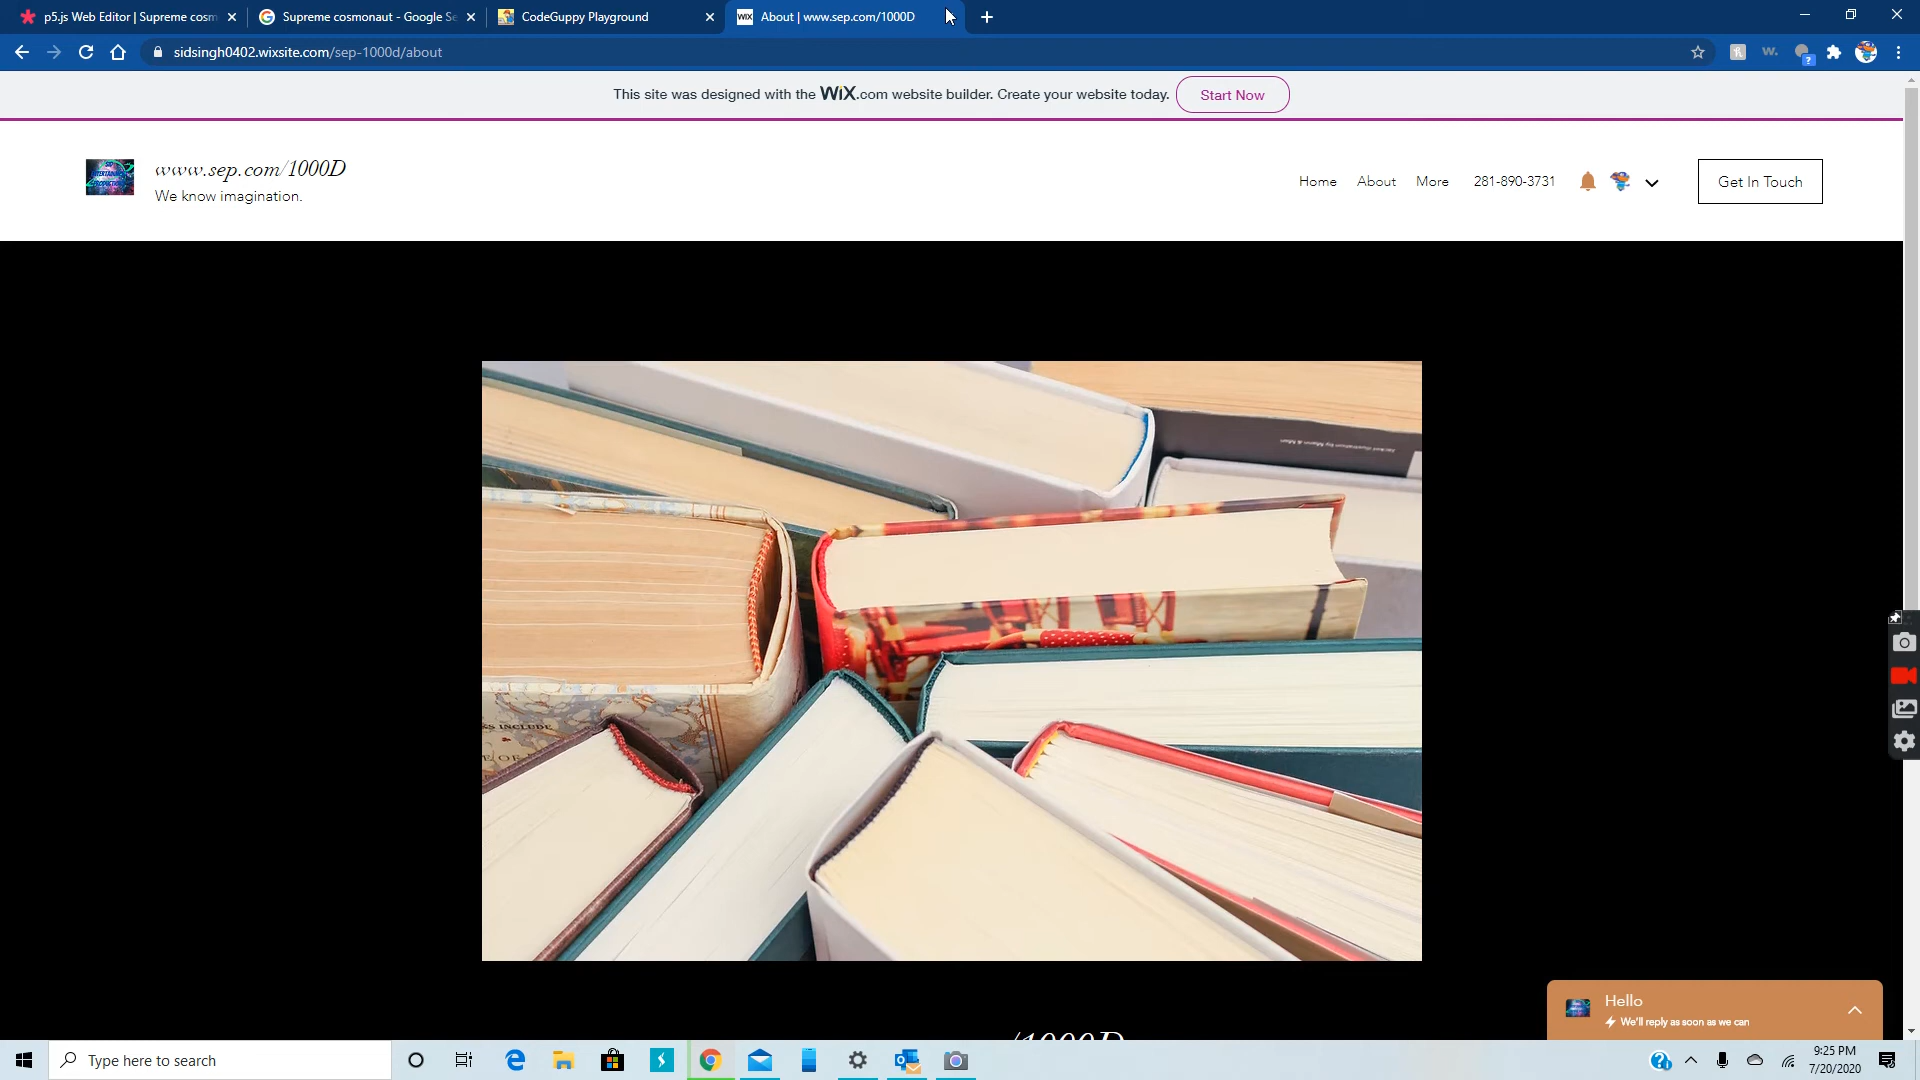 p5.js Web Editor | Supreme cosm
Supreme cosmonaut - Google Se
CodeGuppy Playground
WIX About | www.sep.com/1000D
sidsingh0402.wixsite.com/sep-1000d/about
This site was designed with the WiX.com website builder. Create your website today. Start Now
www.sep.com/1000D
We know imagination.
Home About More 281-890-3731
Get In Touch
INCLUDE
Hello
We'll reply as soon as we can
/1000D
Type here to search
9:25 PM
7/20/2020